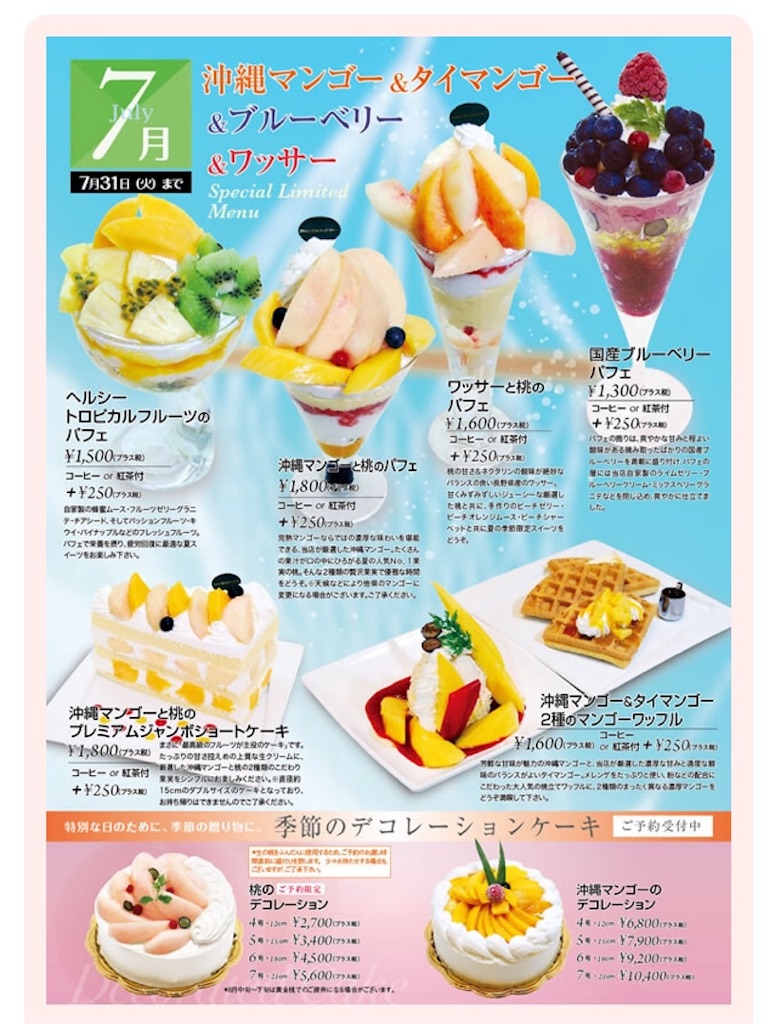 7月
July
7月31日(火)まで
沖縄マンゴー&タイマンゴー
&ブルーベリー
&ワッサー
Special Limited
Menu
ヘルシー
トロピカルフルーツの
パフェ
¥1,500(プラス税)
コーヒー or 紅茶付
+¥250(プラス税)
自家製の蜂蜜ムース・フルーツゼリーグラニ
テ・チアシード、そしてパッションフルーツ・キ
ウイ・パイナップルなどのフレッシュフルーツ。
パフェで栄養を摂り、疲労回復に最適な夏ス
イーツをお楽しみ下さい。
沖縄マンゴーと桃のパフェ
¥1,800(プラス税)
コーヒー or 紅茶付
+¥250(プラス税)
完熟マンゴーならではの濃厚な味わいを堪能
できる、当店が厳選した沖縄マンゴー。たくさん
の果汁が口の中にひろがる夏の人気No.1果
実の桃。そんな2種類の贅沢果実で優雅な時間
をどうぞ。※天候などにより他県のマンゴーに
変更になる場合がございます。ご了承ください。
ワッサーと桃の
パフェ
¥1,600(プラス税)
コーヒー or 紅茶付
+¥250(プラス税)
桃の甘さ&ネクタリンの酸味が絶妙な
バランスの良い長野県産のワッサー。
甘くみずみずしいジューシーな厳選し
た桃と共に、手作りのピーチゼリー・
ピーチオレンジムース・ピーチシャー
ベットと共に夏の季節限定スイーツを
どうぞ。
国産ブルーベリー
パフェ
¥1,300(プラス税)
コーヒー or 紅茶付
+¥250(プラス税)
パフェの飾りは、爽やかな甘みと程よい
酸味がある摘み取ったばかりの国産ブ
ルーベリーを満載に盛り付け、パフェの
層には当店自家製のライムゼリー・ブ
ルーベリークリーム・ミックスベリーグラ
ニテなどを閉じ込め、爽やかに仕立てま
した。
沖縄マンゴーと桃の
プレミアムジャンボショートケーキ
¥1,800(プラス税)
コーヒー or 紅茶付
+¥250(プラス税)
まさに「最高級のフルーツが主役のケーキ」です。
たっぷりの甘さ控えめの上質な生クリームに、
厳選した沖縄マンゴーと桃の2種類のこだわり
果実をシンプルにお楽しみください。※直径約
15cmのダブルサイズのケーキとなっており、
お持ち帰りはできませんのでご了承ください。
沖縄マンゴー&タイマンゴー
2種のマンゴーワッフル
¥1,600(プラス税) コーヒー or 紅茶付 +¥250(プラス税)
芳醇な甘味が魅力の沖縄マンゴーと、当店が厳選した濃厚な甘みと適度な酸
味のバランスがよいタイマンゴー。メレンゲをたっぷりと使い、粉などの配合に
こだわった大人気の焼立てワッフルに、2種類のまったく異なる濃厚マンゴーを
どうぞ満喫して下さい。
特別な日のために、季節の贈り物に。 季節のデコレーションケーキ ご予約受付中
*生の桃をふんだんに使用するため、ご予約のお渡し時
間直前に盛付けを致します。少々お待たせする場合も
ございますが、ご了承下さい。
桃の ご予約限定
デコレーション
4号・12cm ¥2,700(プラス税)
5号・15cm ¥3,400(プラス税)
6号・18cm ¥4,500(プラス税)
7号・21cm ¥5,600(プラス税)
*8月中旬〜下旬は黄金桃でのご提供になる場合がございます。
沖縄マンゴーの
デコレーション
4号・12cm ¥6,800(プラス税)
5号・15cm ¥7,900(プラス税)
6号・18cm ¥9,200(プラス税)
7号・21cm ¥10,400(プラス税)